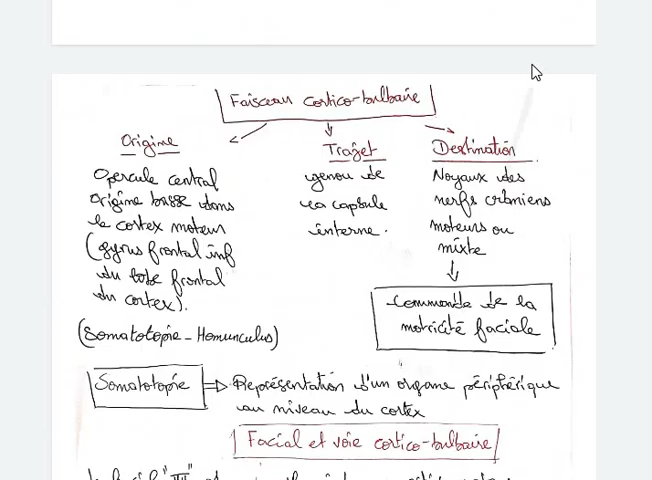 Faisceau cortico-bulbaire
Origine
Opercule central
Origine basse dans
le cortex moteur
(gyrus frontal inf
du lobe frontal
du cortex).
(Somatotopie - Homunculus)
Trajet
genou de
la capsule
interne.
Destination
Noyaux des
nerfs crâniens
moteurs ou
mixte
Commande de la
motricité faciale
Somatotopie => Représentation d'un organe périphérique
au niveau du cortex
Facial et voie cortico-bulbaire